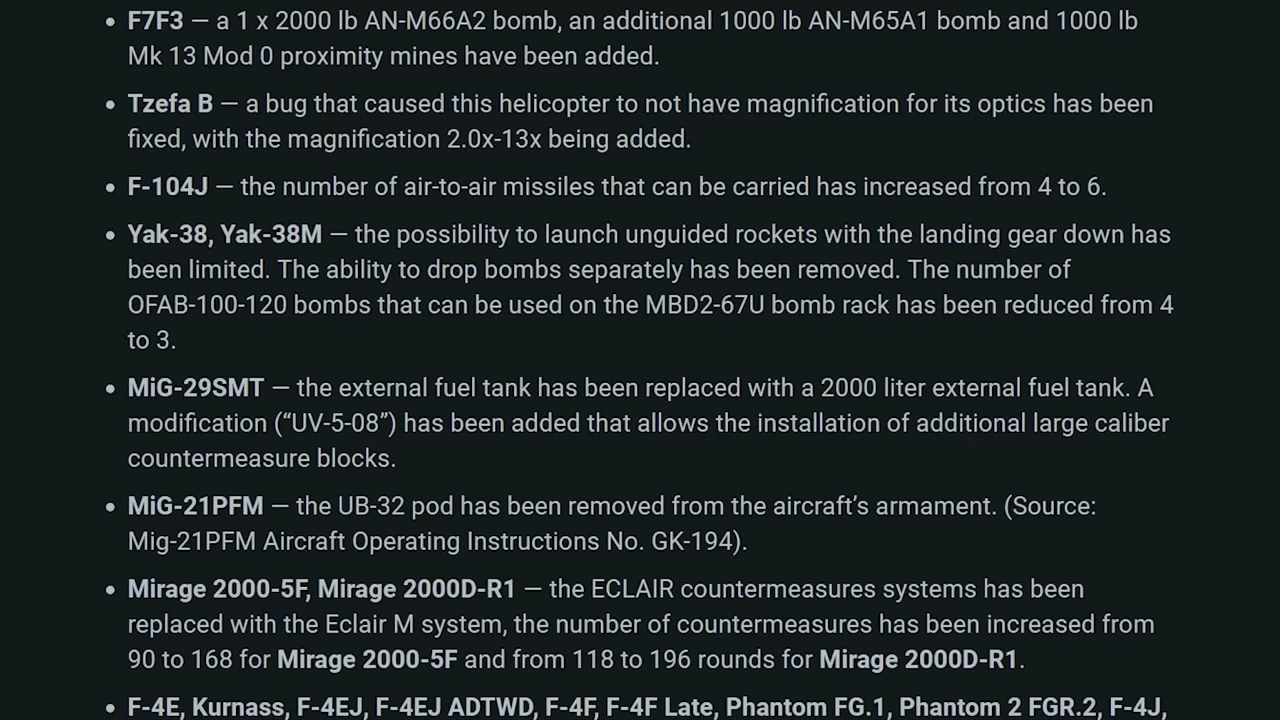 F7F3 — a 1 x 2000 lb AN-M66A2 bomb, an additional 1000 lb AN-M65A1 bomb and 1000 lb
Mk 13 Mod 0 proximity mines have been added.
Tzefa B — a bug that caused this helicopter to not have magnification for its optics has been
fixed, with the magnification 2.0x-13x being added.
F-104J — the number of air-to-air missiles that can be carried has increased from 4 to 6.
Yak-38, Yak-38M — the possibility to launch unguided rockets with the landing gear down has
been limited. The ability to drop bombs separately has been removed. The number of
OFAB-100-120 bombs that can be used on the MBD2-67U bomb rack has been reduced from 4
to 3.
MiG-29SMT — the external fuel tank has been replaced with a 2000 liter external fuel tank. A
modification (“UV-5-08”) has been added that allows the installation of additional large caliber
countermeasure blocks.
MiG-21PFM — the UB-32 pod has been removed from the aircraft’s armament. (Source:
Mig-21PFM Aircraft Operating Instructions No. GK-194).
Mirage 2000-5F, Mirage 2000D-R1 — the ECLAIR countermeasures systems has been
replaced with the Eclair M system, the number of countermeasures has been increased from
90 to 168 for Mirage 2000-5F and from 118 to 196 rounds for Mirage 2000D-R1.
F-4E, Kurnass, F-4EJ, F-4EJ ADTWD, F-4F, F-4F Late, Phantom FG.1, Phantom 2 FGR.2, F-4J,